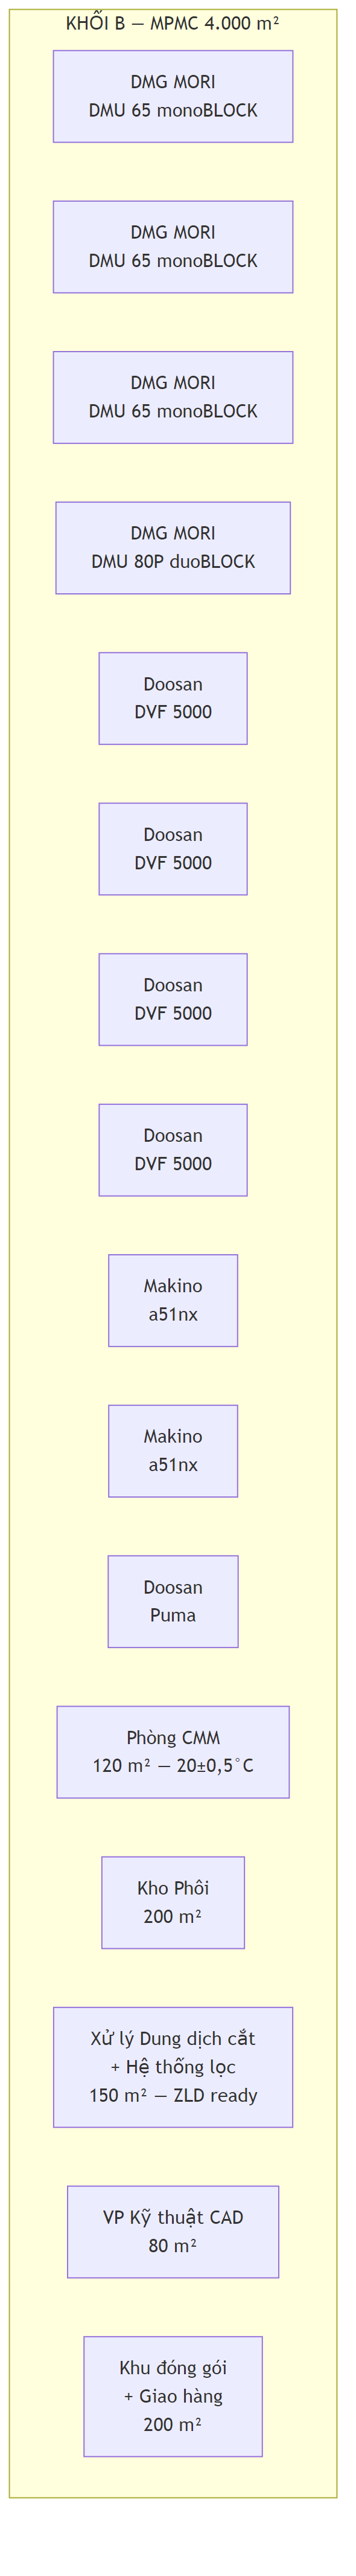 KHỐI B — MPMC 4.000 m²
DMG MORI
DMU 65 monoBLOCK
DMG MORI
DMU 65 monoBLOCK
DMG MORI
DMU 65 monoBLOCK
DMG MORI
DMU 80P duoBLOCK
Doosan
DVF 5000
Doosan
DVF 5000
Doosan
DVF 5000
Doosan
DVF 5000
Makino
a51nx
Makino
a51nx
Doosan
Puma
Phòng CMM
120 m² — 20±0,5°C
Kho Phôi
200 m²
Xử lý Dung dịch cắt
+ Hệ thống lọc
150 m² — ZLD ready
VP Kỹ thuật CAD
80 m²
Khu đóng gói
+ Giao hàng
200 m²